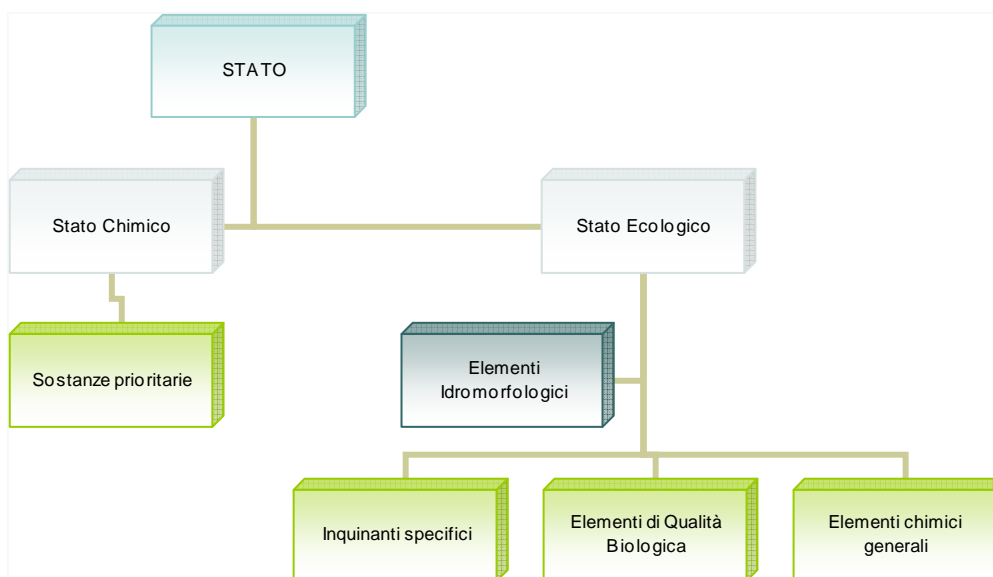 STATO
Stato Chimico
Stato Ecologico
Sostanze prioritarie
Elementi
Idromorfologici
Inquinanti specifici
Elementi di Qualità
Biologica
Elementi chimici
generali